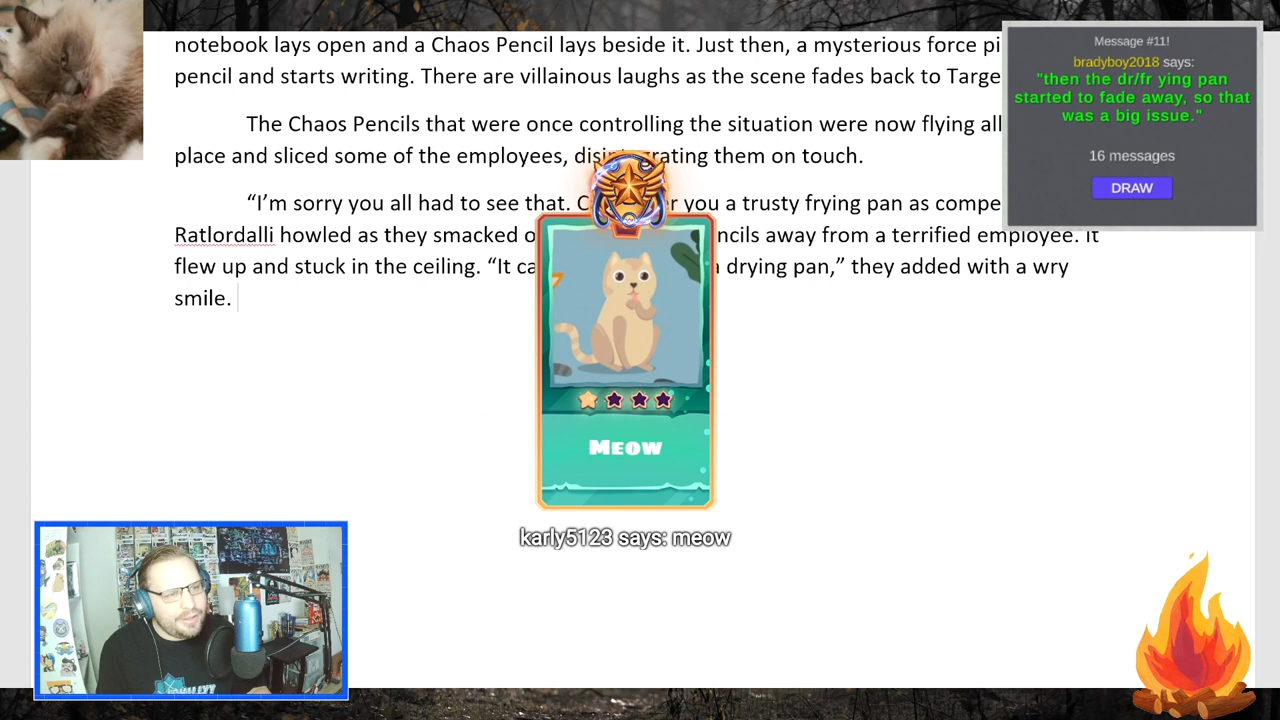 notebook lays open and a Chaos Pencil lays beside it. Just then, a mysterious force pi
pencil and starts writing. There are villainous laughs as the scene fades back to Targe
The Chaos Pencils that were once controlling the situation were now flying all
place and sliced some of the employees, disintegrating them on touch.
“I’m sorry you all had to see that. C r you a trusty frying pan as compe
Ratlordalli howled as they smacked o ncils away from a terrified employee. It
flew up and stuck in the ceiling. “It ca a drying pan,” they added with a wry
smile.
Message #11!
bradyboy2018 says:
"then the dr/fr ying pan
started to fade away, so that
was a big issue."
16 messages
DRAW
Meow
karly5123 says: meow